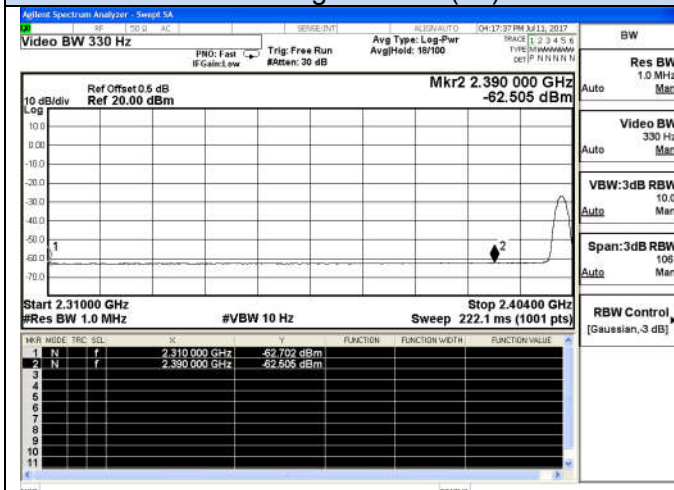 Agilent Spectrum Analyzer - Swept SA
RF 50 Ω AC SENSE:INT ALIGN AUTO 04:17:37 PM Jul 11, 2017
Video BW 330 Hz
PNO: Fast
IFGain:Low
Trig: Free Run
#Atten: 30 dB
Avg Type: Log-Pwr
Avg|Hold: 18/100
TRACE 1 2 3 4 5 6
TYPE MWWWWW
DET P NNNNN
Ref Offset 0.5 dB
10 dB/div Ref 20.00 dBm
Log
Mkr2 2.390 000 GHz
-62.505 dBm
10.0
0.00
-10.0
-20.0
-30.0
-40.0
-50.0
-60.0
-70.0
1
2
Start 2.31000 GHz Stop 2.40400 GHz
#Res BW 1.0 MHz #VBW 10 Hz Sweep 222.1 ms (1001 pts)
MKR MODE TRC SCL X Y FUNCTION FUNCTION WIDTH FUNCTION VALUE
1 N f 2.310 000 GHz -62.702 dBm
2 N f 2.390 000 GHz -62.505 dBm
3
4
5
6
7
8
9
10
11
BW
Res BW
1.0 MHz
Auto Man
Video BW
330 Hz
Auto Man
VBW:3dB RBW
10.0
Auto Man
Span:3dB RBW
106
Auto Man
RBW Control
[Gaussian,-3 dB]